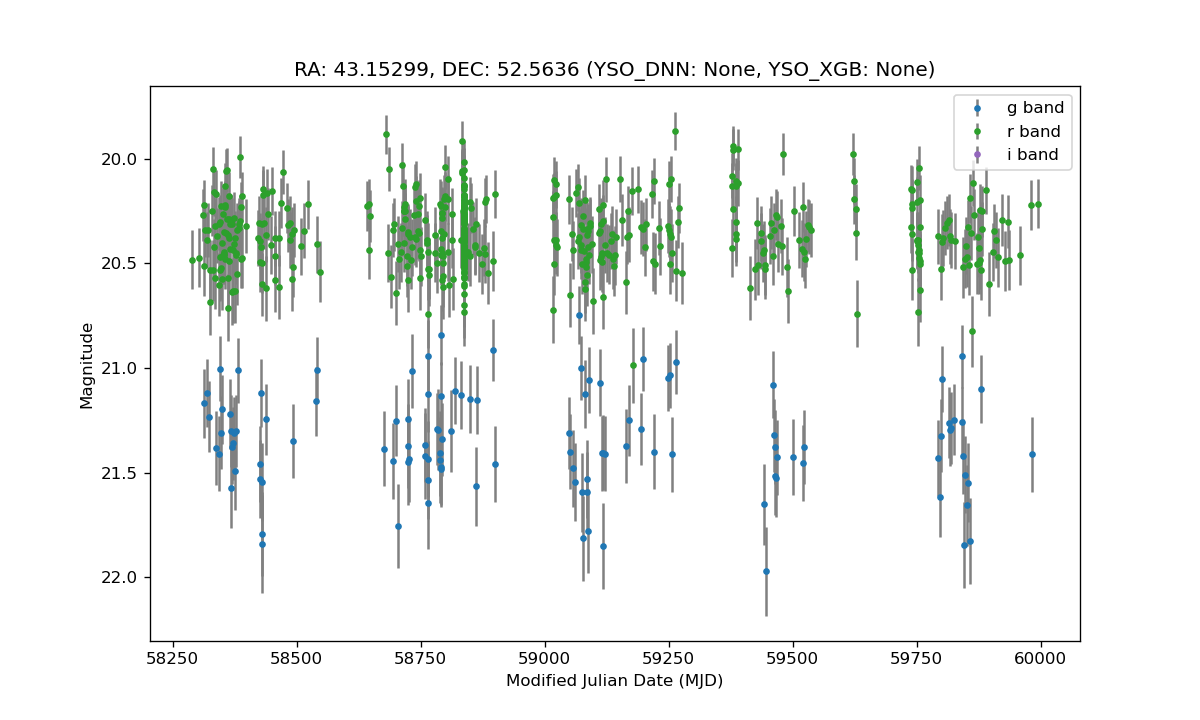 RA: 43.15299, DEC: 52.5636 (YSO_DNN: None, YSO_XGB: None)
g band
r band
i band
20.0
20.5
21.0
21.5
22.0
Magnitude
58250 58500 58750 59000 59250 59500 59750 60000
Modified Julian Date (MJD)